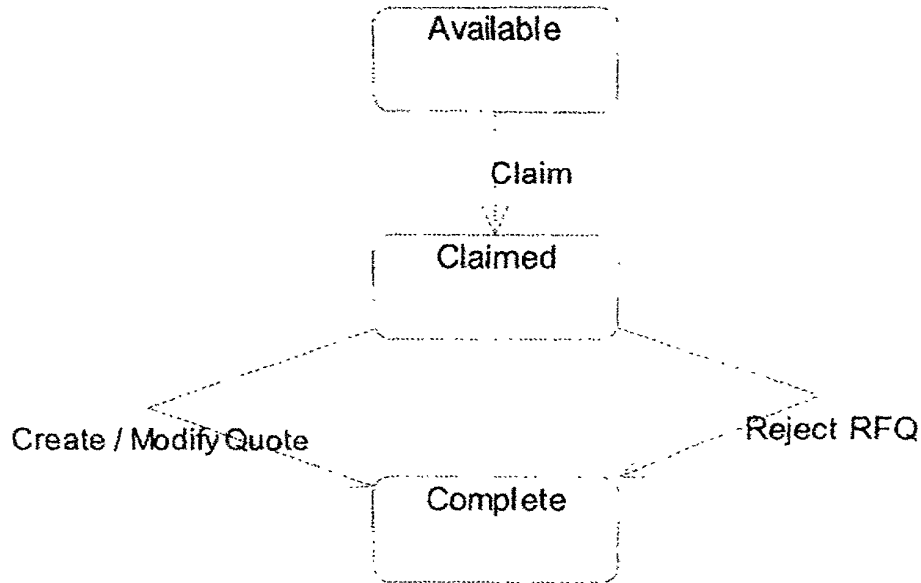 Available
Claim
Claimed
Create / Modify Quote
Reject RFQ
Complete